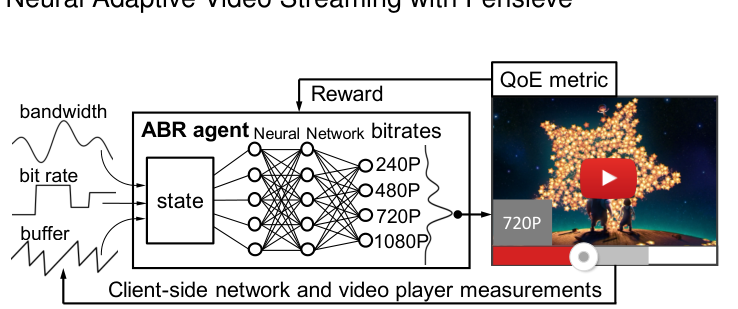 Neural Adaptive Video Streaming with Pensieve
QoE metric
Reward
bandwidth
ABR agent Neural Network bitrates
240P
bit rate
480P
state
720P
720P
buffer
1080P
Client-side network and video player measurements